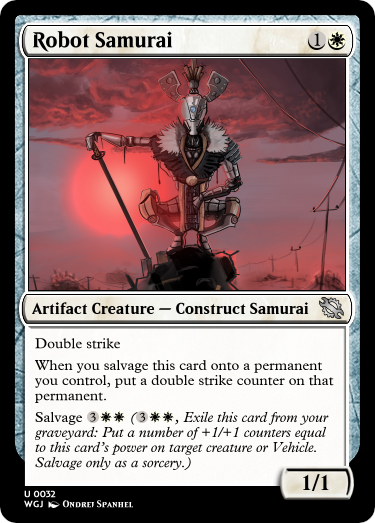 Robot Samurai 1
Artifact Creature — Construct Samurai
Double strike
When you salvage this card onto a permanent
you control, put a double strike counter on that
permanent.
Salvage 3 (3, Exile this card from your
graveyard: Put a number of +1/+1 counters equal
to this card's power on target creature or Vehicle.
Salvage only as a sorcery.)
1/1
U 0032
WGJ Ondrej Spanhel